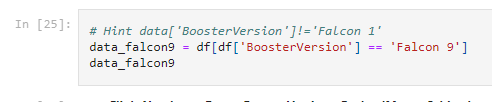 In [25]:
# Hint data['BoosterVersion']!='Falcon 1'
data_falcon9 = df[df['BoosterVersion'] == 'Falcon 9']
data_falcon9